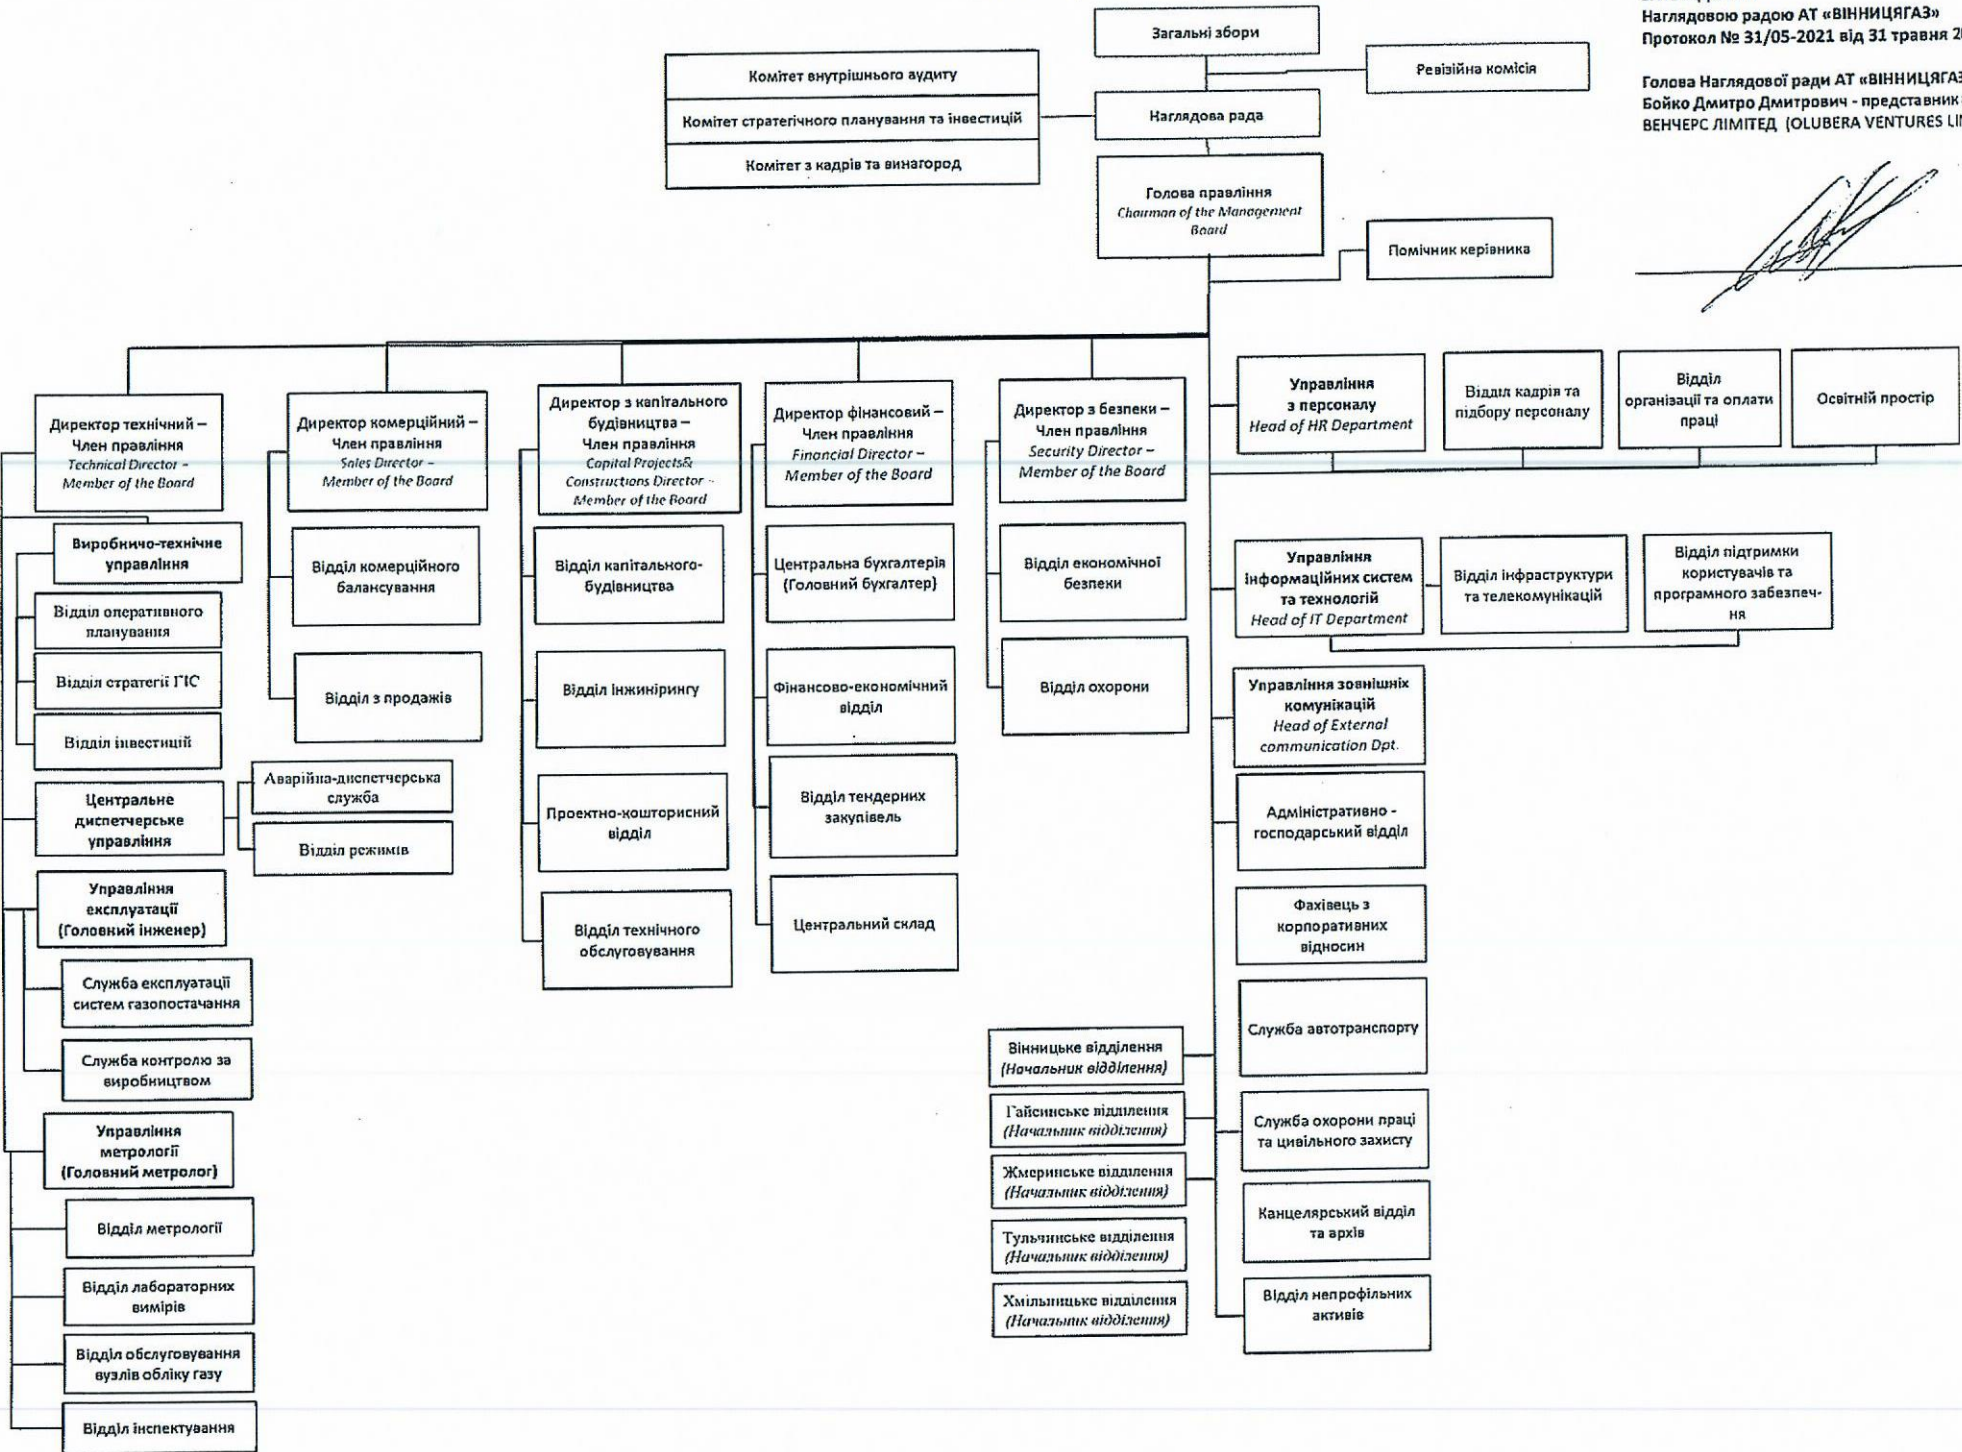 Наглядовою радою АТ «ВІННИЦЯГАЗ»
Протокол № 31/05-2021 від 31 травня 2
Голова Наглядової ради АТ «ВІННИЦЯГАЗ
Бойко Дмитро Дмитрович - представник
ВЕНЧЕРС ЛІМІТЕД (OLUBERA VENTURES LI
Загальні збори
Ревізійна комісія
Комітет внутрішнього аудиту
Комітет стратегічного планування та інвестицій
Комітет з кадрів та винагород
Наглядова рада
Голова правління
Chairman of the Management
Board
Помічник керівника
Директор технічний –
Член правління
Technical Director –
Member of the Board
Директор комерційний –
Член правління
Sales Director –
Member of the Board
Директор з капітального
будівництва –
Член правління
Capital Projects&
Constructions Director -
Member of the Board
Директор фінансовий –
Член правління
Financial Director –
Member of the Board
Директор з безпеки –
Член правління
Security Director –
Member of the Board
Управління
з персоналу
Head of HR Department
Відділ кадрів та
підбору персоналу
Відділ
організації та оплати
праці
Освітній простір
Виробничо-технічне
управління
Відділ оперативного
планування
Відділ стратегії ГІС
Відділ інвестицій
Центральне
диспетчерське
управління
Аварійна-диспетчерська
служба
Відділ режимів
Управління
експлуатації
(Головний інженер)
Служба експлуатації
систем газопостачання
Служба контролю за
виробництвом
Управління
метрології
(Головний метролог)
Відділ метрології
Відділ лабораторних
вимірів
Відділ обслуговування
вузлів обліку газу
Відділ інспектування
Відділ комерційного
балансування
Відділ з продажів
Відділ капітального-
будівництва
Відділ інжинірингу
Проектно-кошторисний
відділ
Відділ технічного
обслуговування
Центральна бухгалтерія
(Головний бухгалтер)
Фінансово-економічний
відділ
Відділ тендерних
закупівель
Центральний склад
Відділ економічної
безпеки
Відділ охорони
Управління
інформаційних систем
та технологій
Head of IT Department
Відділ інфраструктури
та телекомунікацій
Відділ підтримки
користувачів та
програмного забезпеч-
ня
Управління зовнішніх
комунікацій
Head of External
communication Dpt.
Адміністративно -
господарський відділ
Фахівець з
корпоративних
відносин
Служба автотранспорту
Служба охорони праці
та цивільного захисту
Канцелярський відділ
та архів
Відділ непрофільних
активів
Вінницьке відділення
(Начальник відділення)
Гайсинське відділення
(Начальник відділення)
Жмеринське відділення
(Начальник відділення)
Тульчинське відділення
(Начальник відділення)
Хмільницьке відділення
(Начальник відділення)